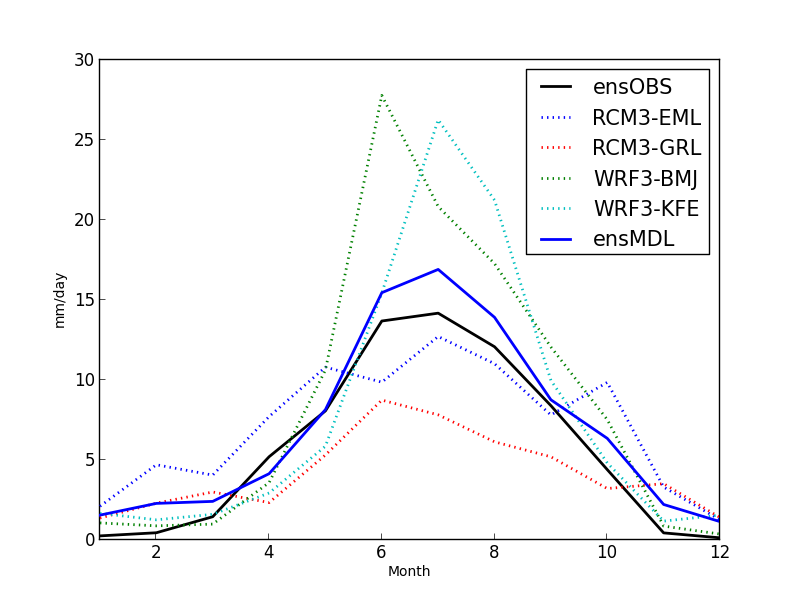 30
25
20
15
10
5
0
mm/day
2
4
6
8
10
12
Month
ensOBS
RCM3-EML
RCM3-GRL
WRF3-BMJ
WRF3-KFE
ensMDL